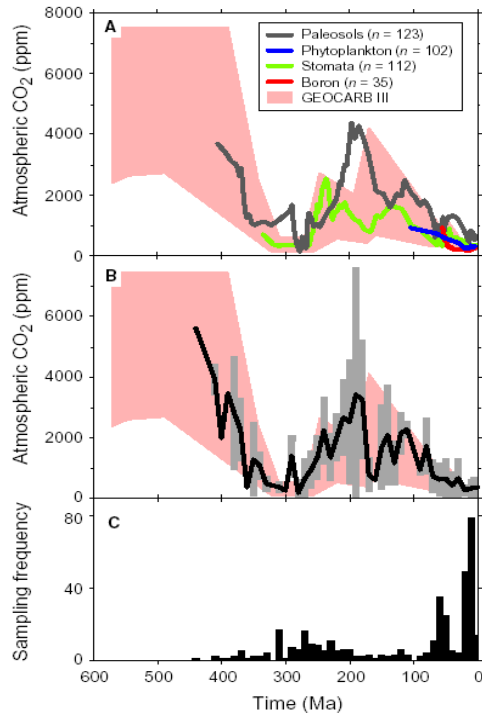 A
Atmospheric CO2 (ppm)
8000
6000
4000
2000
0
Paleosols (n = 123)
Phytoplankton (n = 102)
Stomata (n = 112)
Boron (n = 35)
GEOCARB III
B
Atmospheric CO2 (ppm)
6000
4000
2000
0
C
Sampling frequency
80
40
0
600 500 400 300 200 100 0
Time (Ma)